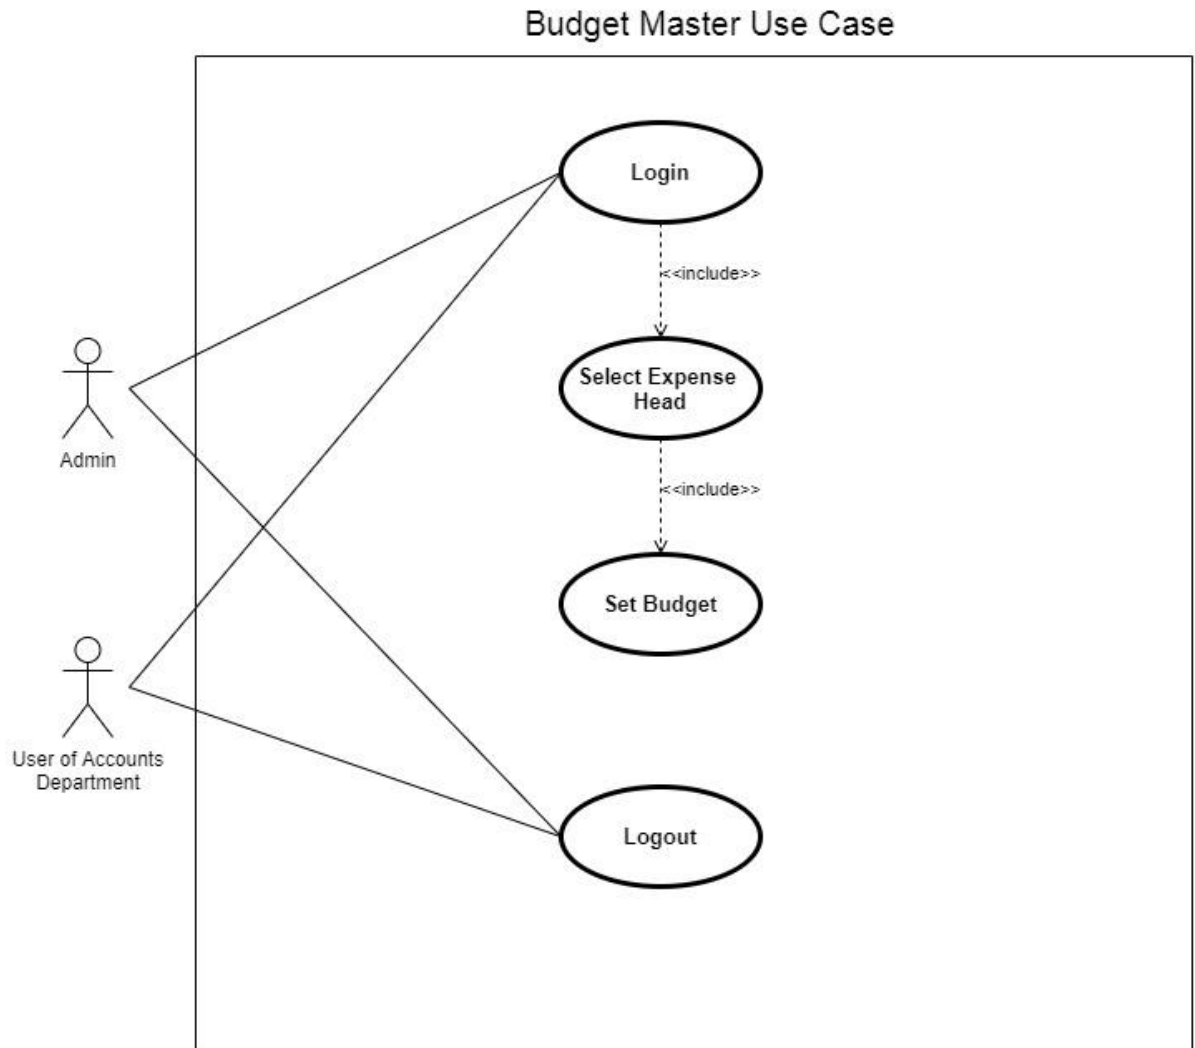 Budget Master Use Case
Login
<<include>>
Select Expense
Head
<<include>>
Admin
Set Budget
User of Accounts
Department
Logout